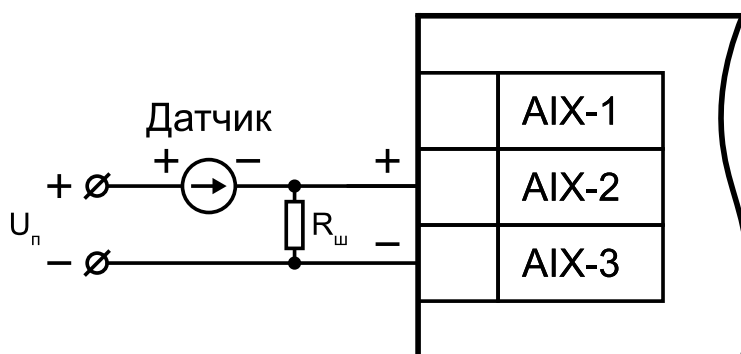 AIX-1
Датчик
+ − +
+ AIX-2
Uп Rш
− − AIX-3